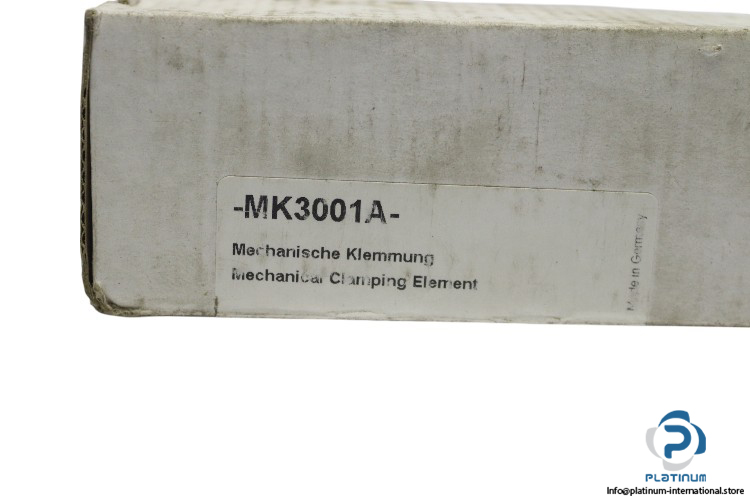 -MK3001A-
Mechanische Klemmung
Mechanical Clamping Element
Made in Germany
PLATINUM
Info@platinum-international.store